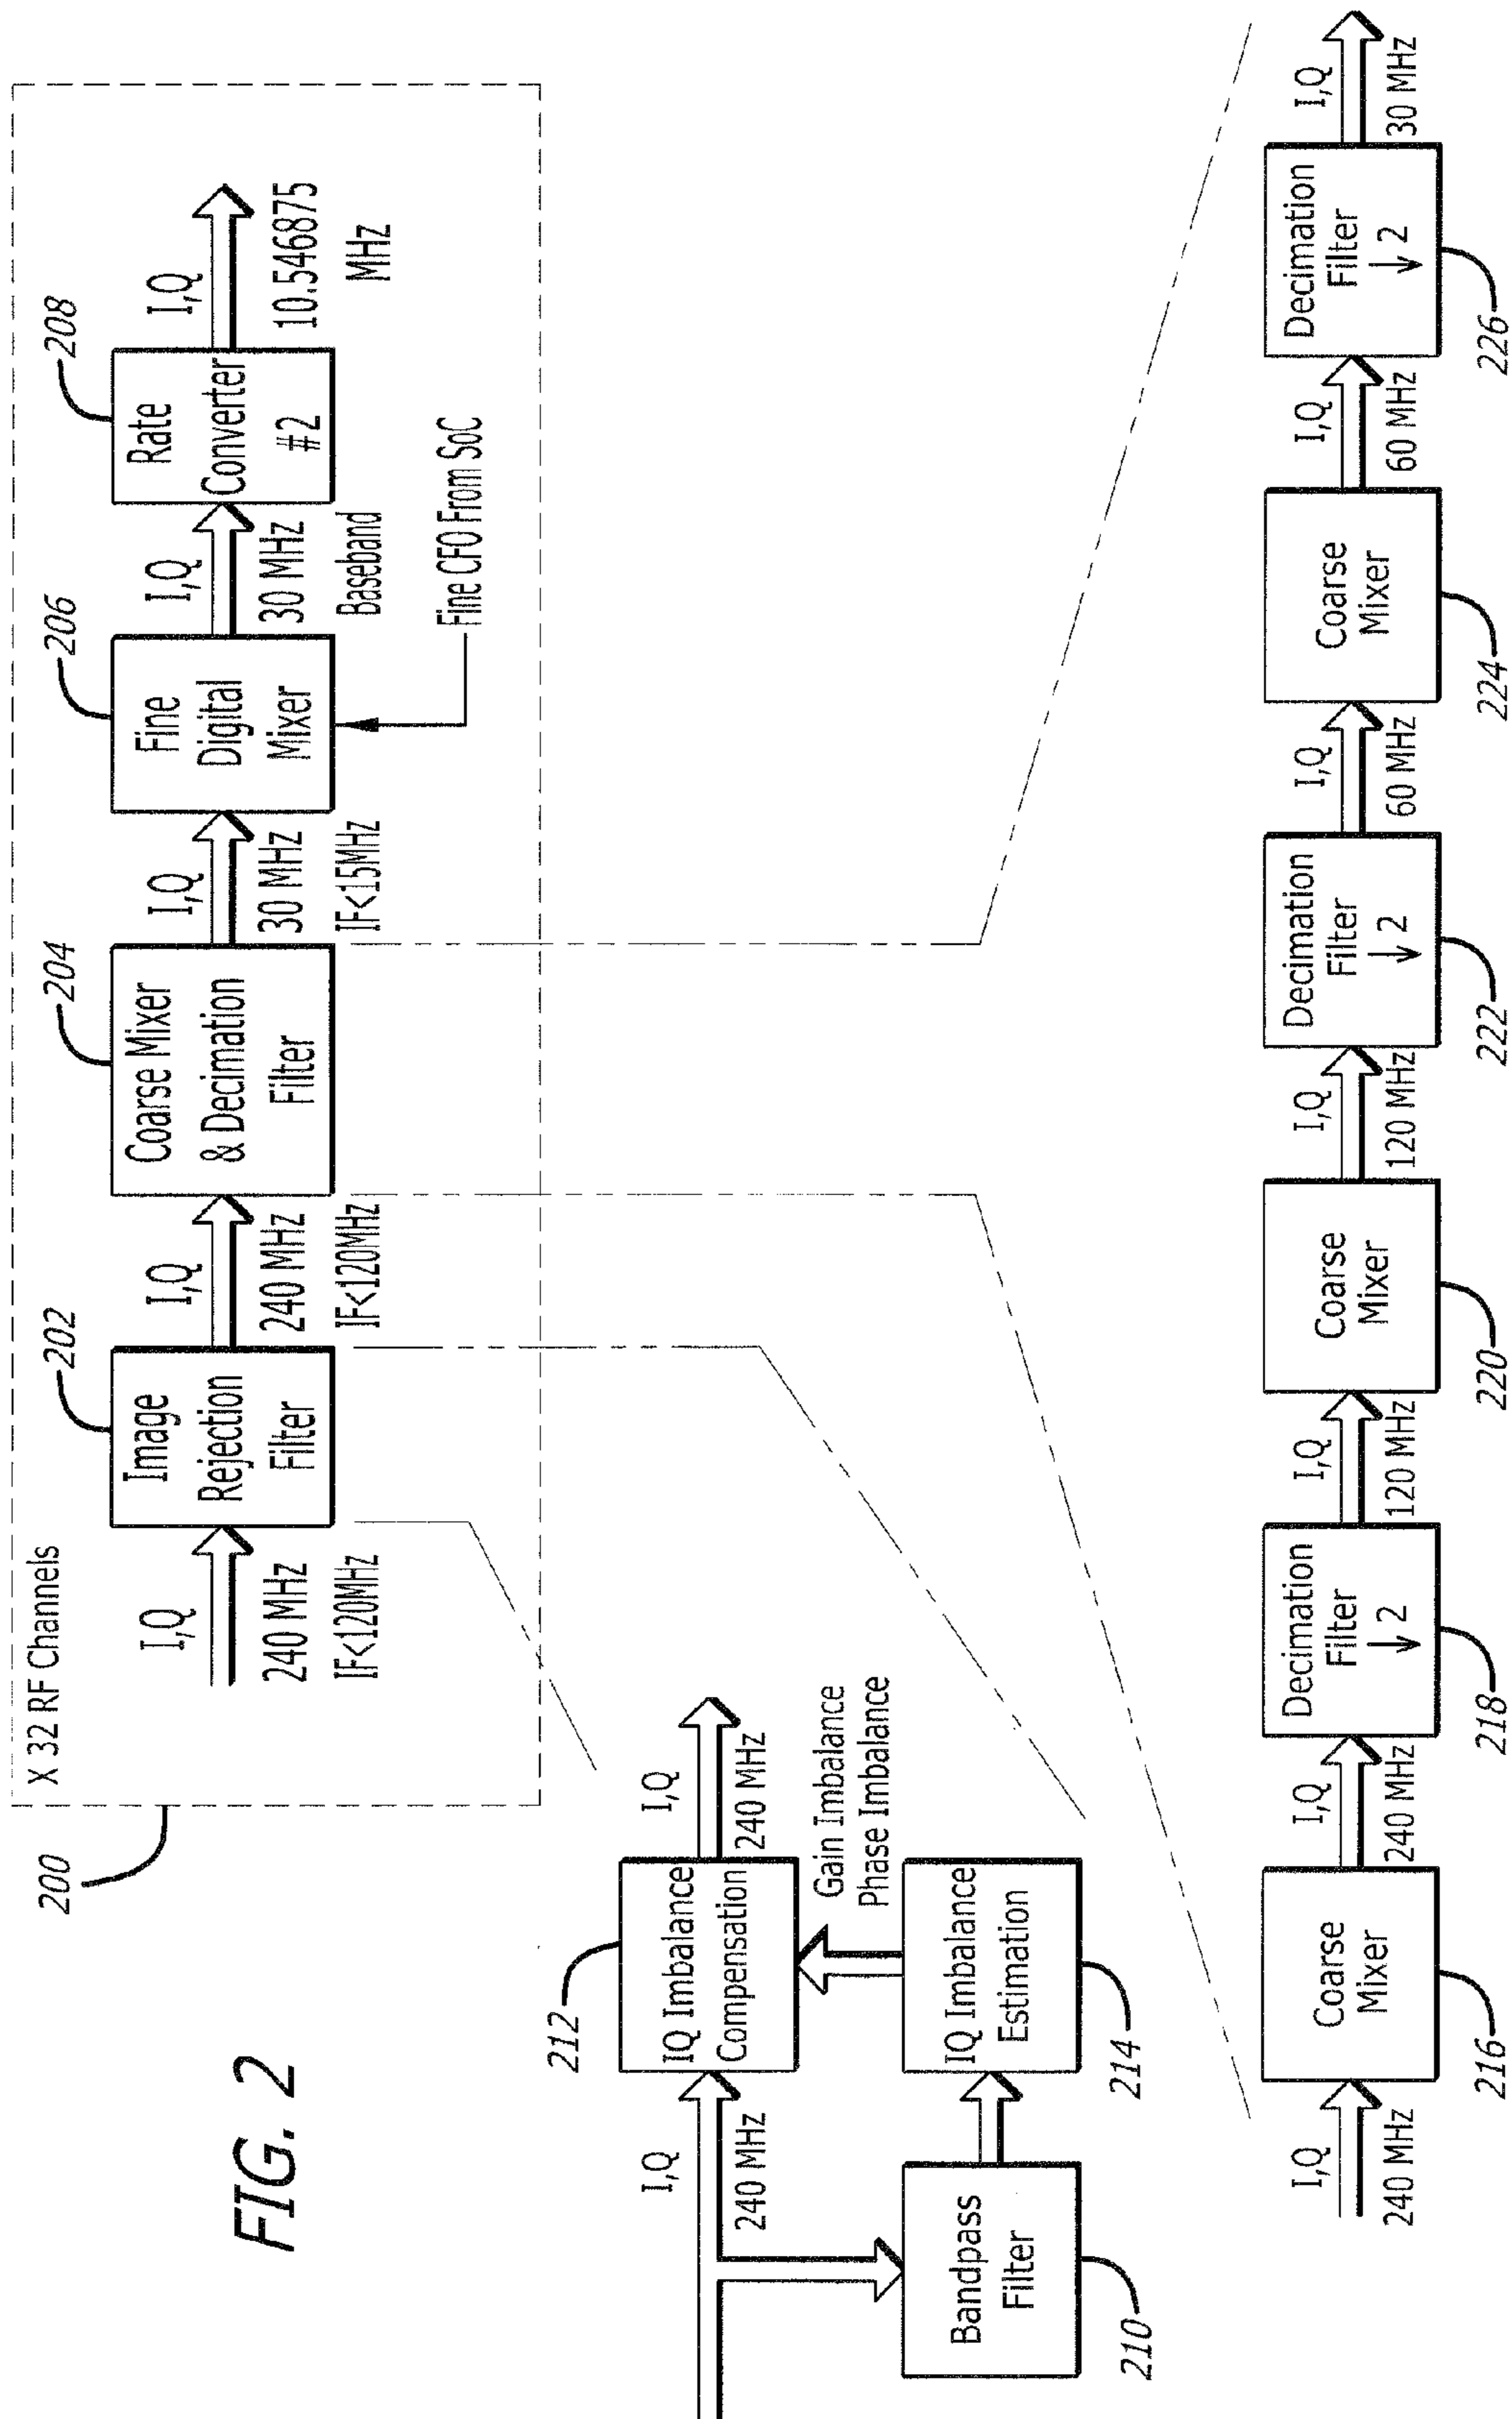 FIG. 2
200
X 32 RF Channels
I,Q
240 MHz
IF<120MHz
202
Image
Rejection
Filter
I,Q
240 MHz
IF<120MHz
204
Coarse Mixer
& Decimation
Filter
I,Q
30 MHz
IF<15MHz
206
Fine
Digital
Mixer
Fine CFO From SoC
I,Q
30 MHz
Baseband
208
Rate
Converter
#2
I,Q
10.546875
MHz
I,Q
240 MHz
212
IQ Imbalance
Compensation
I,Q
240 MHz
Gain Imbalance
Phase Imbalance
Bandpass
Filter
210
IQ Imbalance
Estimation
214
I,Q
240 MHz
Coarse
Mixer
216
I,Q
240 MHz
Decimation
Filter
↓ 2
218
I,Q
120 MHz
Coarse
Mixer
220
I,Q
120 MHz
Decimation
Filter
↓ 2
222
I,Q
60 MHz
Coarse
Mixer
224
I,Q
60 MHz
Decimation
Filter
↓ 2
226
I,Q
30 MHz